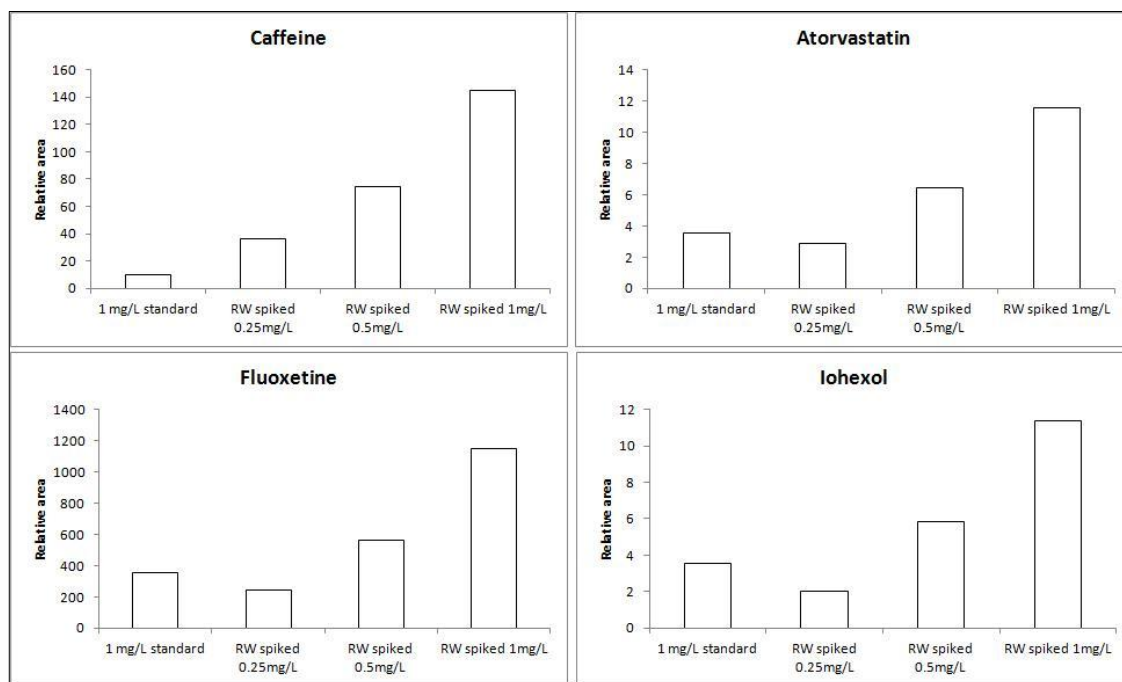 Caffeine
Relative area
160
140
120
100
80
60
40
20
0
1 mg/L standard
RW spiked
0.25mg/L
RW spiked
0.5mg/L
RW spiked 1mg/L
Atorvastatin
Relative area
14
12
10
8
6
4
2
0
1 mg/L standard
RW spiked
0.25mg/L
RW spiked
0.5mg/L
RW spiked 1mg/L
Fluoxetine
Relative area
1400
1200
1000
800
600
400
200
0
1 mg/L standard
RW spiked
0.25mg/L
RW spiked
0.5mg/L
RW spiked 1mg/L
Iohexol
Relative area
12
10
8
6
4
2
0
1 mg/L standard
RW spiked
0.25mg/L
RW spiked
0.5mg/L
RW spiked 1mg/L